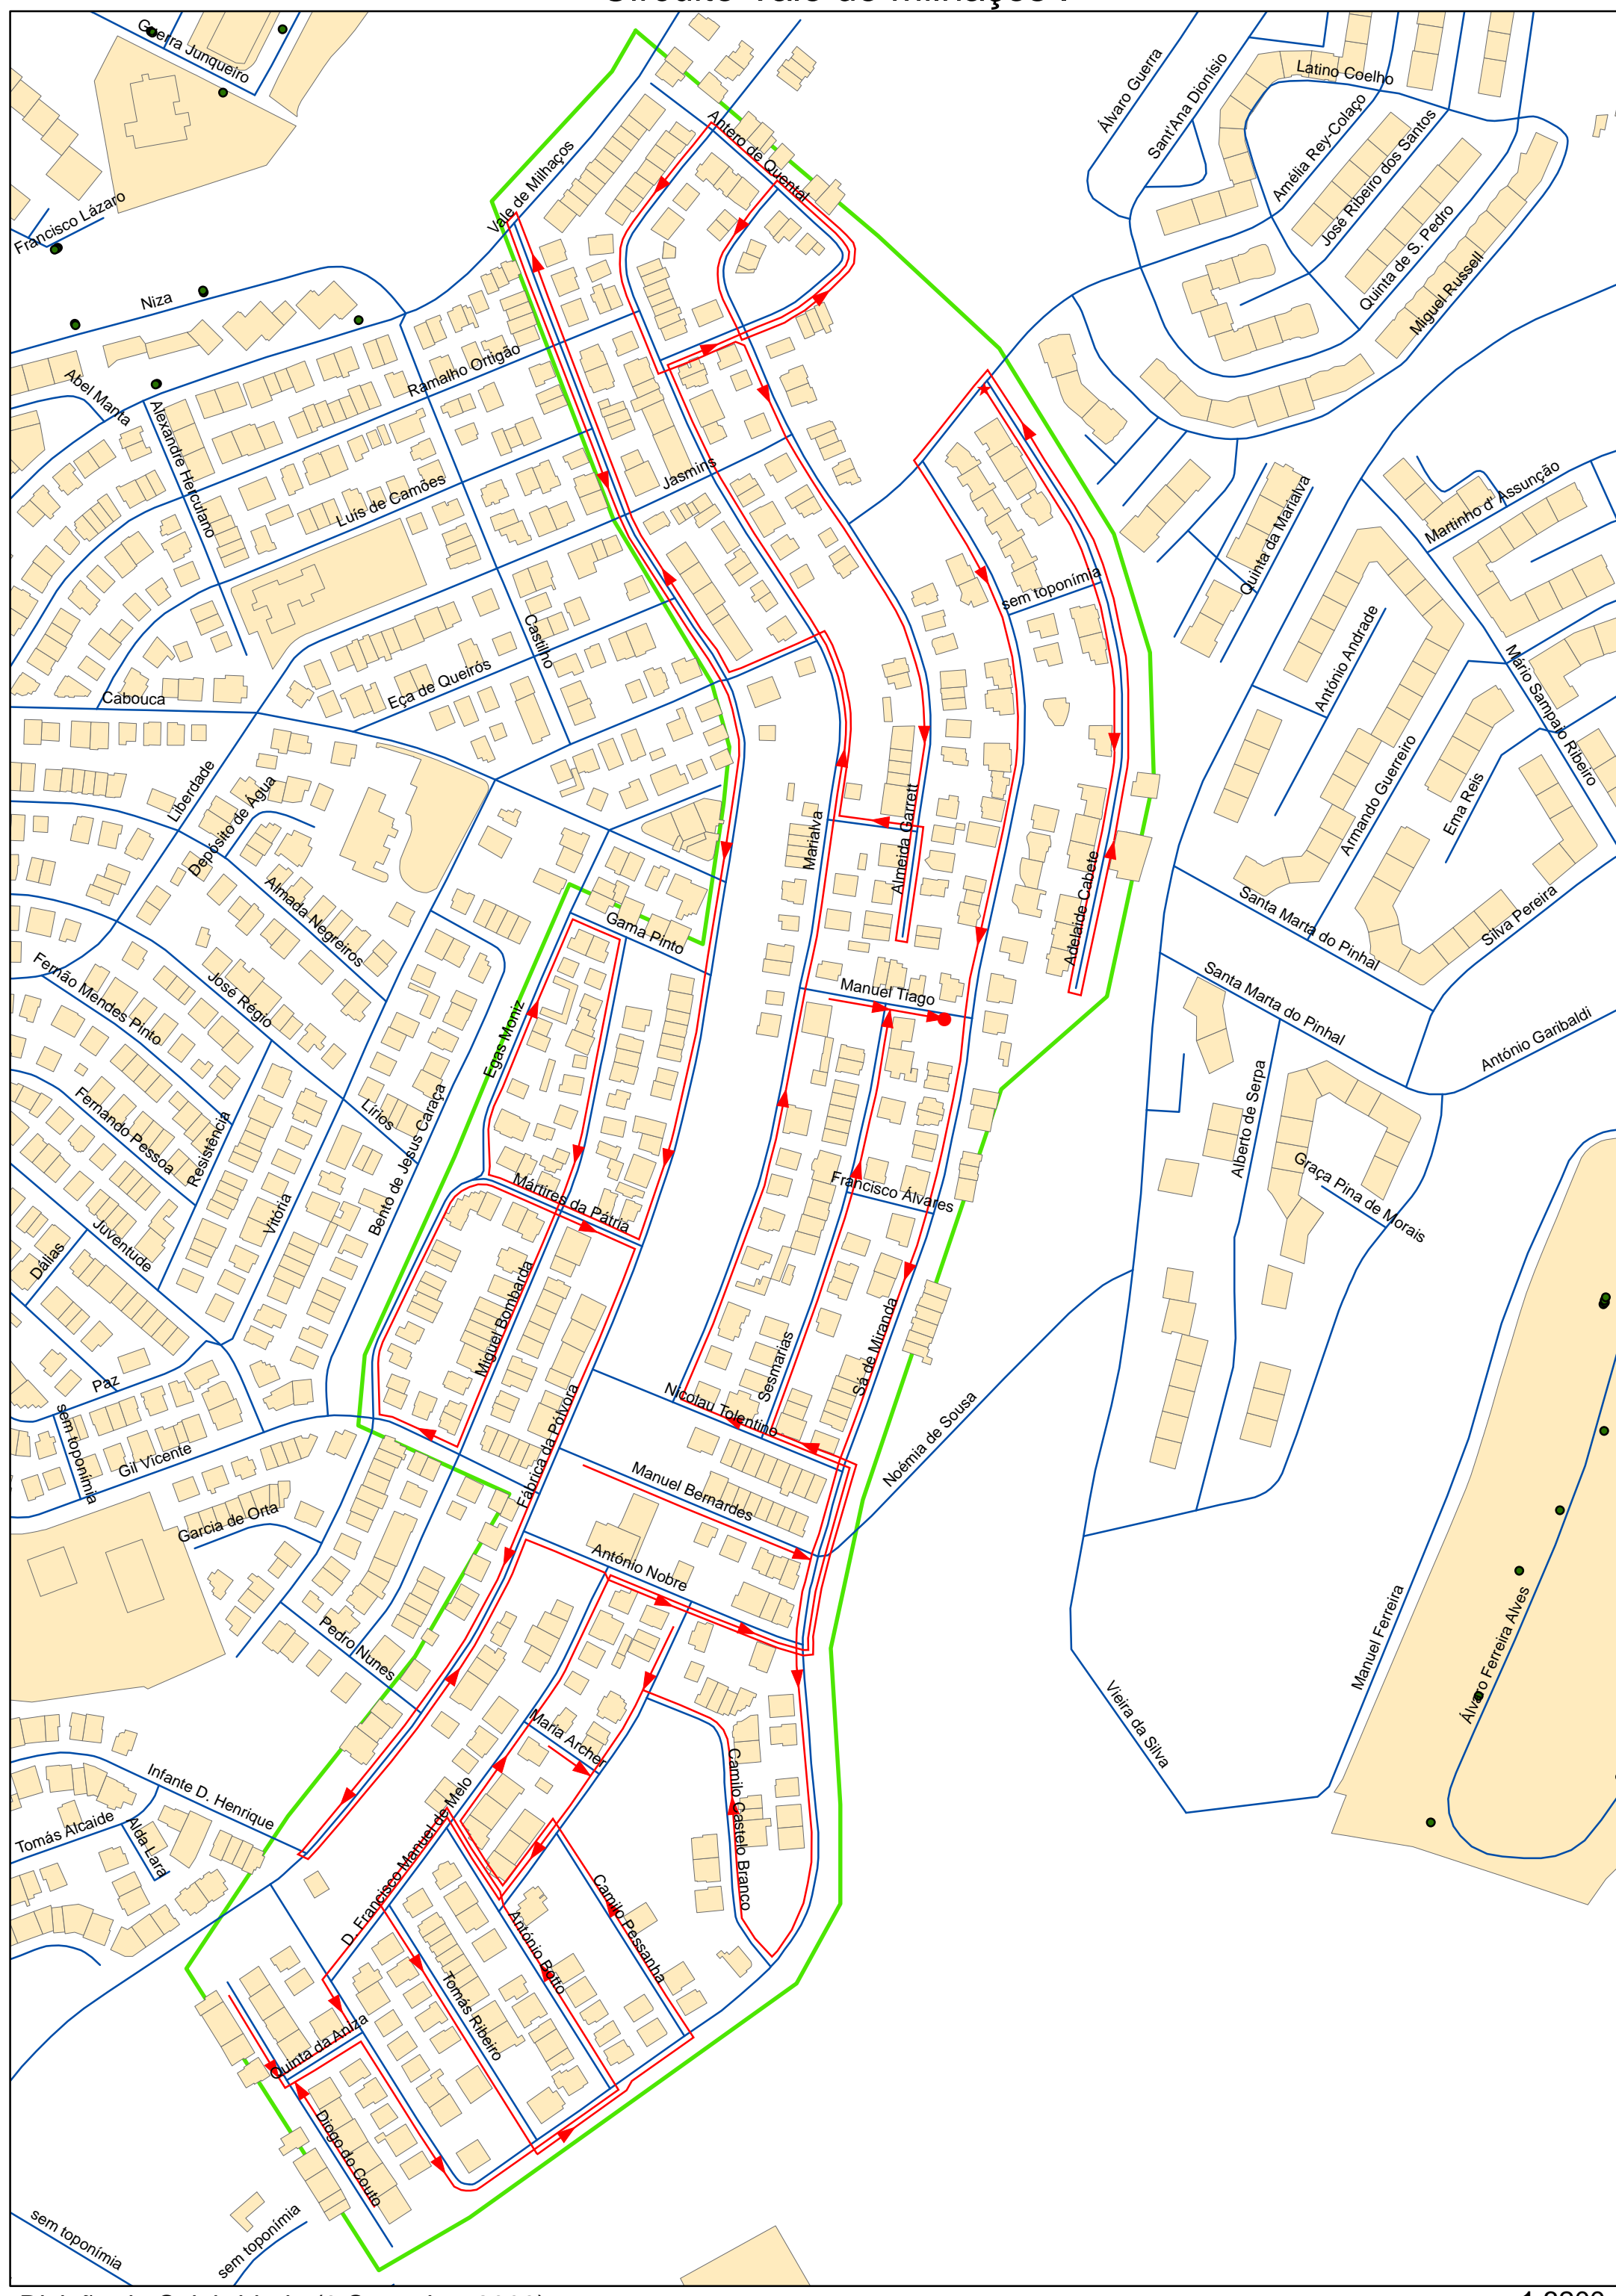 Guerra Junqueiro
Francisco Lázaro
Niza
Abel Manta
Alexandre Herculano
Vale de Milhaços
Antero de Quental
Ramalho Ortigão
Luís de Camões
Jasmins
Castilho
Eça de Queirós
Cabouca
Liberdade
Depósito de Água
Almada Negreiros
José Régio
Fernão Mendes Pinto
Fernando Pessoa
Resistência
Vitória
Lírios
Bento de Jesus Caraça
Juventude
Dálias
Paz
sem toponímia
Gil Vicente
Garcia de Orta
Pedro Nunes
Infante D. Henrique
Tomás Alcaide
Alda Lara
Egas Moniz
Gama Pinto
Mártires da Pátria
Miguel Bombarda
Fábrica da Pólvora
Marialva
Almeida Garrett
Adelaide Cabete
sem toponímia
Manuel Tiago
Francisco Álvares
Sesmarias
Sá de Miranda
Nicolau Tolentino
Manuel Bernardes
António Nobre
Noémia de Sousa
Maria Archer
D. Francisco Manuel de Melo
Camilo Castelo Branco
Camilo Pessanha
António Botto
Tomás Ribeiro
Quinta da Aniza
Diogo do Couto
sem toponímia
sem toponímia
Álvaro Guerra
Sant'Ana Dionísio
Latino Coelho
Amélia Rey-Colaço
José Ribeiro dos Santos
Quinta de S. Pedro
Miguel Russell
Quinta da Marialva
Martinho d' Assunção
António Andrade
Mário Sampaio Ribeiro
Armando Guerreiro
Ema Reis
Santa Marta do Pinhal
Silva Pereira
Santa Marta do Pinhal
António Garibaldi
Alberto de Serpa
Graça Pina de Morais
Manuel Ferreira
Álvaro Ferreira Alves
Vieira da Silva